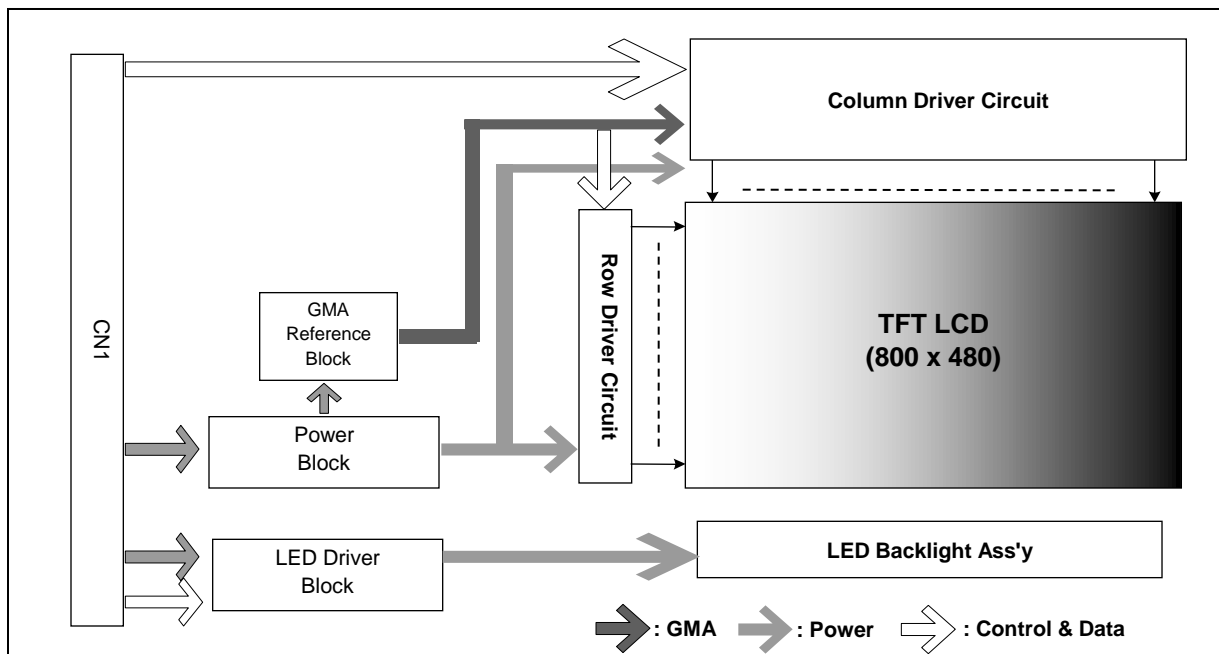 CN1
Column Driver Circuit
GMA
Reference
Block
Row Driver Circuit
TFT LCD
(800 x 480)
Power
Block
LED Driver
Block
LED Backlight Ass'y
: GMA
: Power
: Control & Data